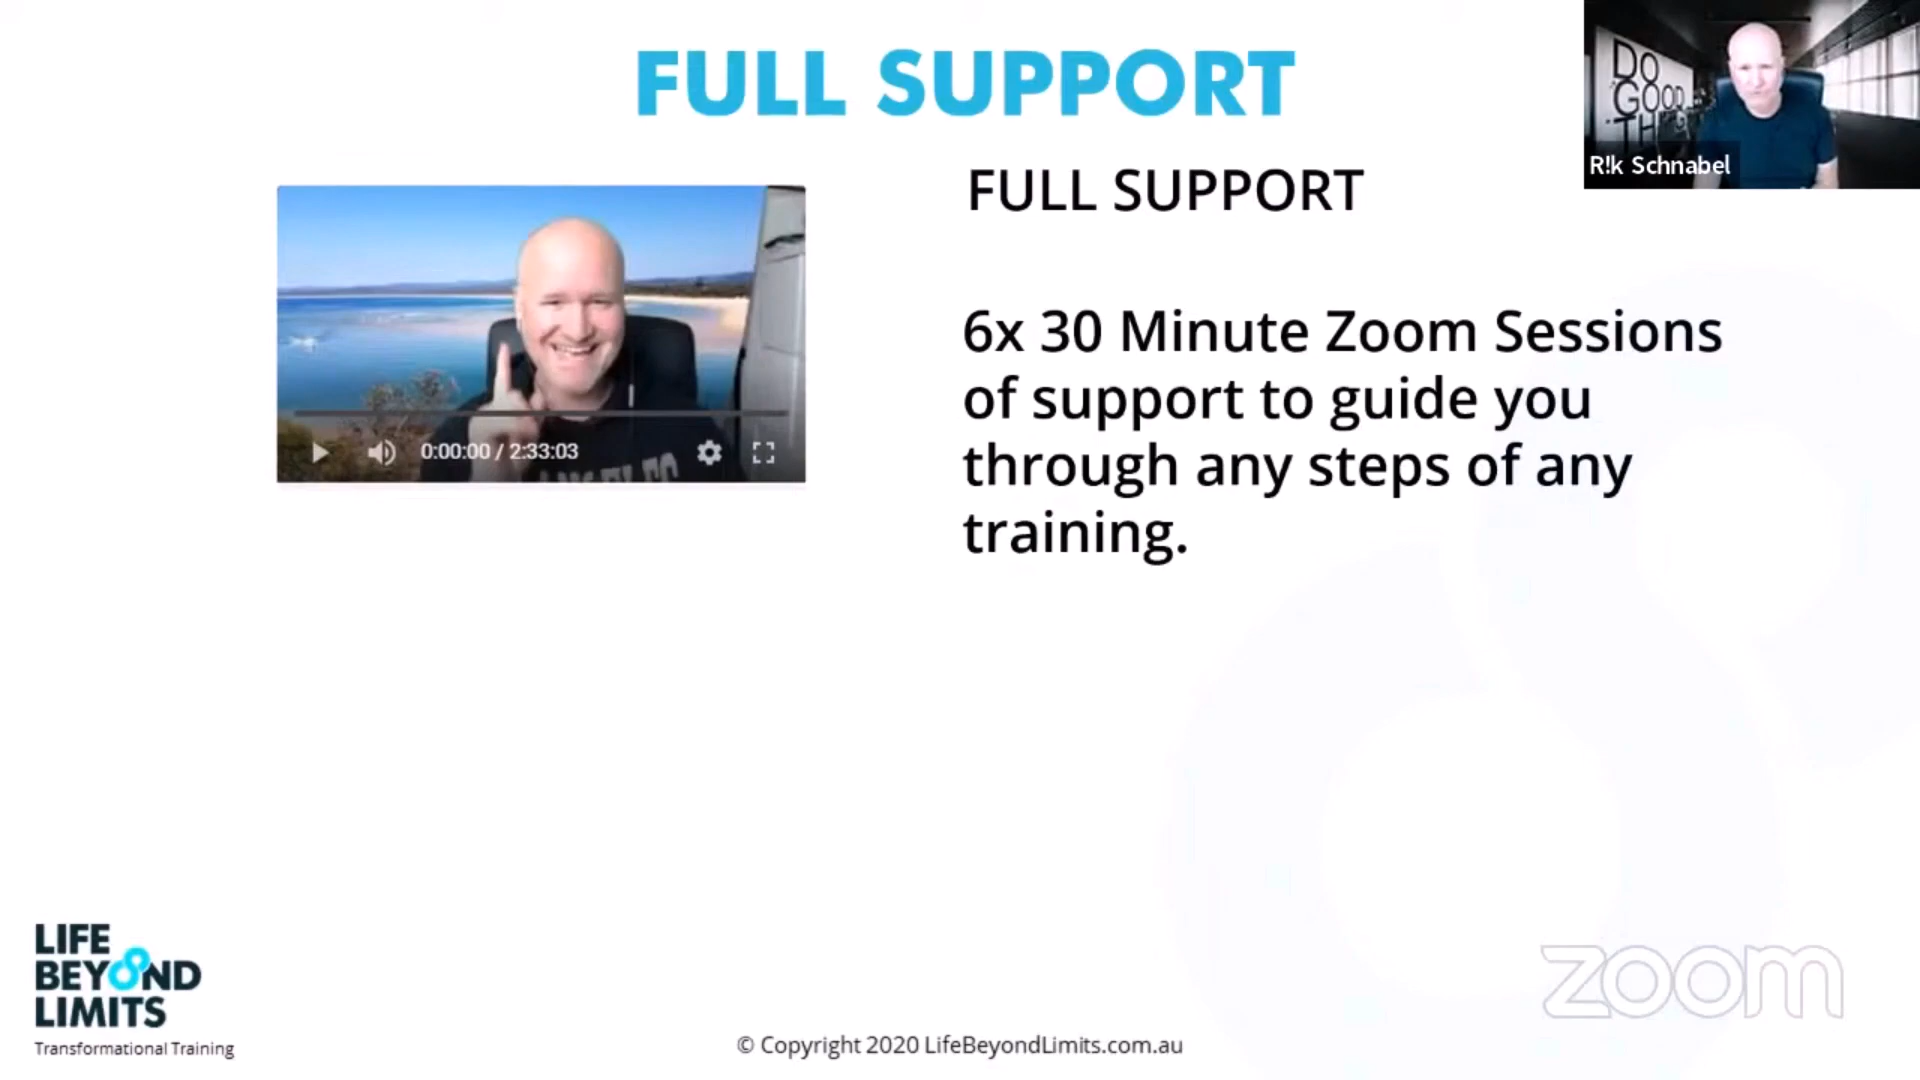 FULL SUPPORT
DO
GOOD
R!k Schnabel
FULL SUPPORT
6x 30 Minute Zoom Sessions
of support to guide you
through any steps of any
training.
0:00:00 / 2:33:03
LIFE
BEYOND
LIMITS
Transformational Training
© Copyright 2020 LifeBeyondLimits.com.au
zoom